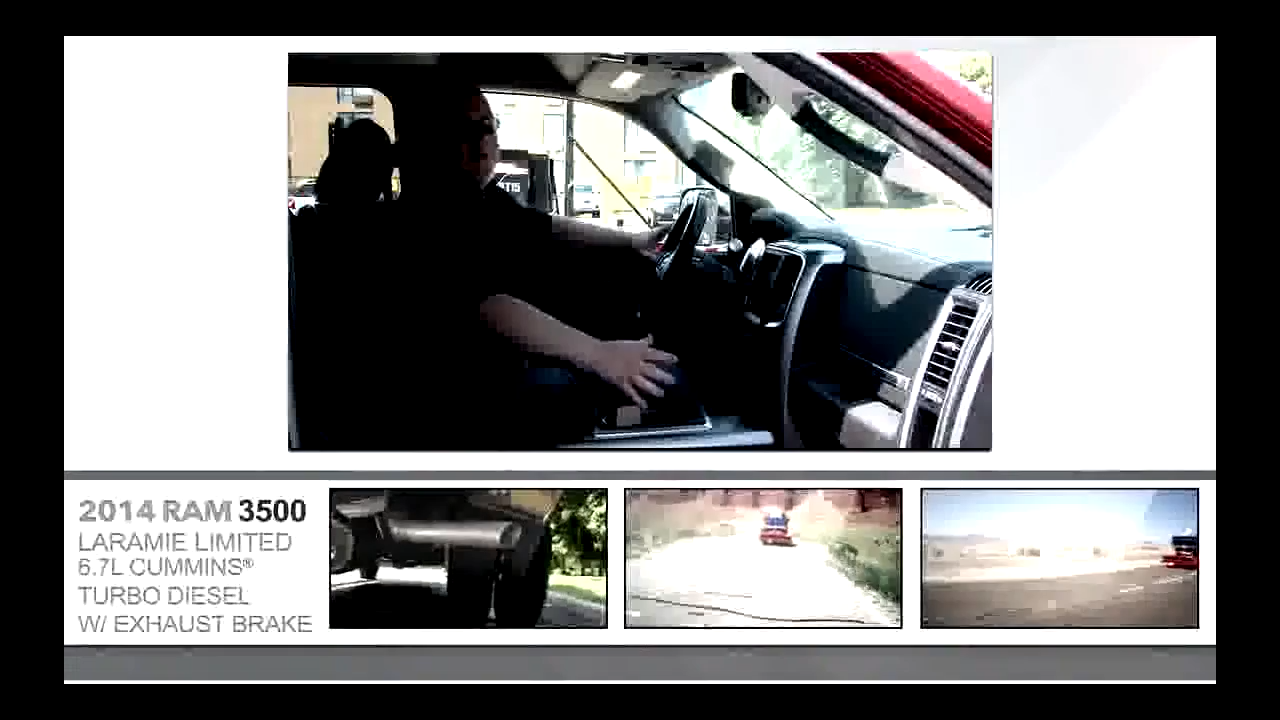 2014 RAM 3500
LARAMIE LIMITED
6.7L CUMMINS®
TURBO DIESEL
W/ EXHAUST BRAKE